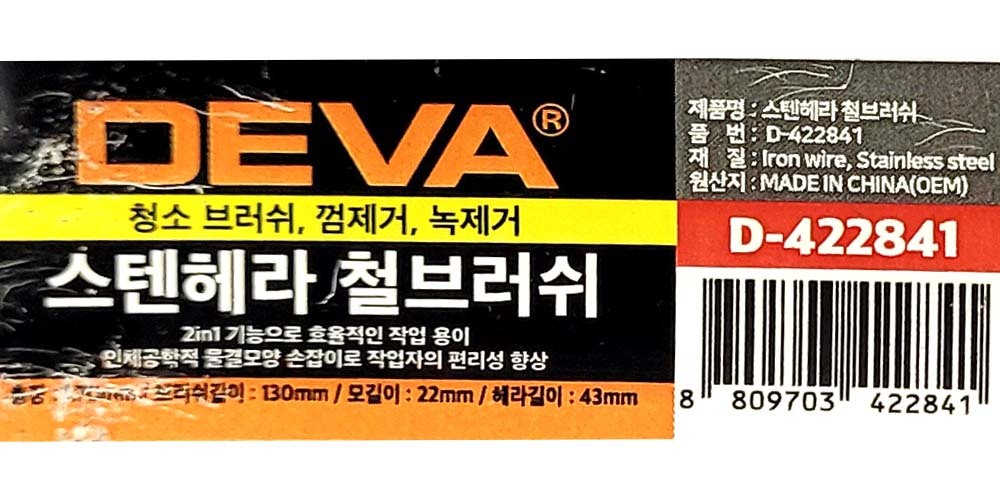 DEVA®
청소 브러쉬, 껌제거, 녹제거
스텐헤라 철브러쉬
2in1 기능으로 효율적인 작업 용이
인체공학적 물결모양 손잡이로 작업자의 편리성 향상
브러쉬길이 : 130mm / 모길이 : 22mm / 헤라길이 : 43mm
제품명 : 스텐헤라 철브러쉬
품 번 : D-422841
재 질 : Iron wire, Stainless steel
원산지 : MADE IN CHINA(OEM)
D-422841
8 809703 422841